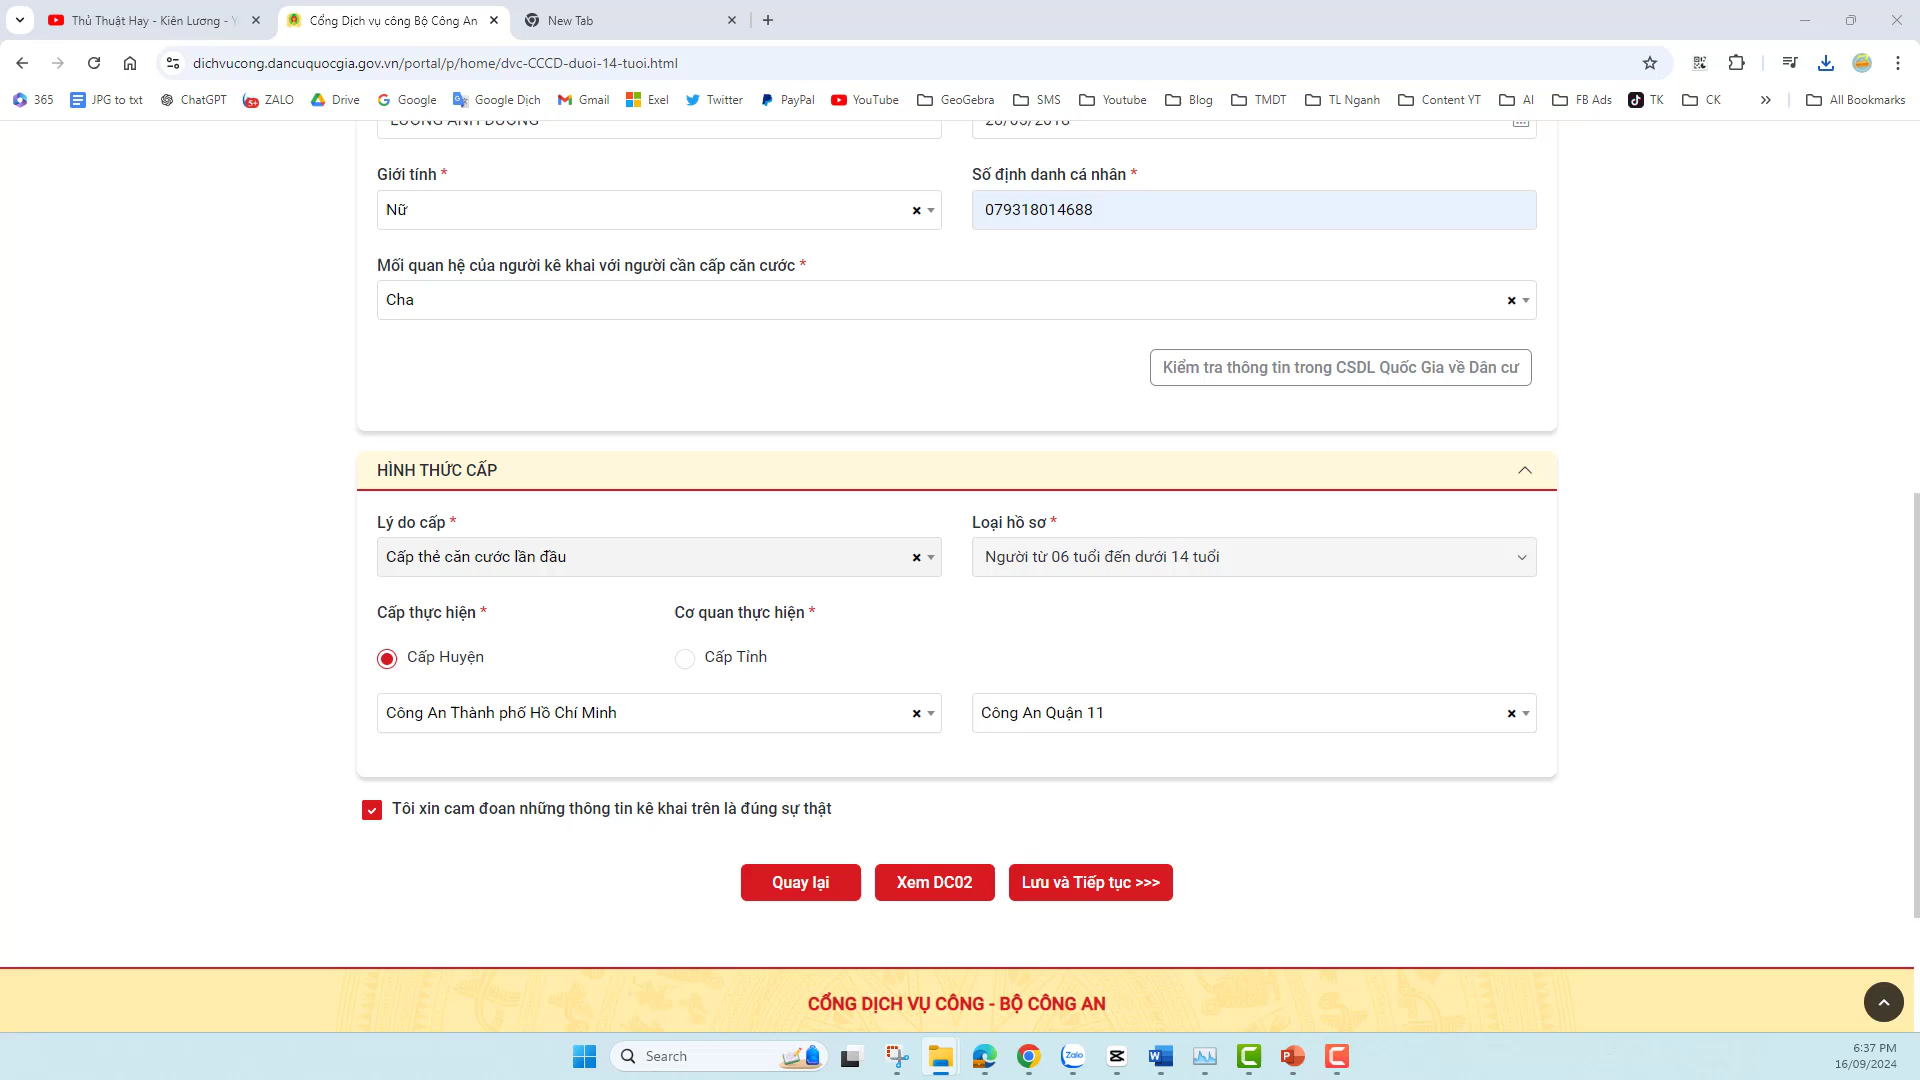 Thủ Thuật Hay - Kiên Lương - Y
Cổng Dịch vụ công Bộ Công An
New Tab
dichvucong.dancuquocgia.gov.vn/portal/p/home/dvc-CCCD-duoi-14-tuoi.html
365 JPG to txt ChatGPT ZALO Drive Google Google Dịch Gmail Exel Twitter PayPal YouTube GeoGebra SMS Youtube Blog TMDT TL Nganh Content YT AI FB Ads TK CK All Bookmarks
Giới tính * Số định danh cá nhân *
Nữ 079318014688
Mối quan hệ của người kê khai với người cần cấp căn cước *
Cha
Kiểm tra thông tin trong CSDL Quốc Gia về Dân cư
HÌNH THỨC CẤP
Lý do cấp * Loại hồ sơ *
Cấp thẻ căn cước lần đầu Người từ 06 tuổi đến dưới 14 tuổi
Cấp thực hiện * Cơ quan thực hiện *
Cấp Huyện Cấp Tỉnh
Công An Thành phố Hồ Chí Minh Công An Quận 11
Tôi xin cam đoan những thông tin kê khai trên là đúng sự thật
Quay lại Xem DC02 Lưu và Tiếp tục >>>
CỔNG DỊCH VỤ CÔNG - BỘ CÔNG AN
Search
6:37 PM
16/09/2024